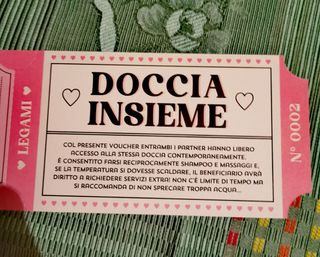 DOCCIA
INSIEME
COL PRESENTE VOUCHER ENTRAMBI I PARTNER HANNO LIBERO
ACCESSO ALLA STESSA DOCCIA CONTEMPORANEAMENTE.
È CONSENTITO FARSI RECIPROCAMENTE SHAMPOO E MASSAGGI E,
SE LA TEMPERATURA SI DOVESSE SCALDARE, IL BENEFICIARIO AVRÀ
DIRITTO A RICHIEDERE SERVIZI EXTRA! NON C'È LIMITE DI TEMPO MA
SI RACCOMANDA DI NON SPRECARE TROPPA ACQUA...
LEGAMI
N° 0002